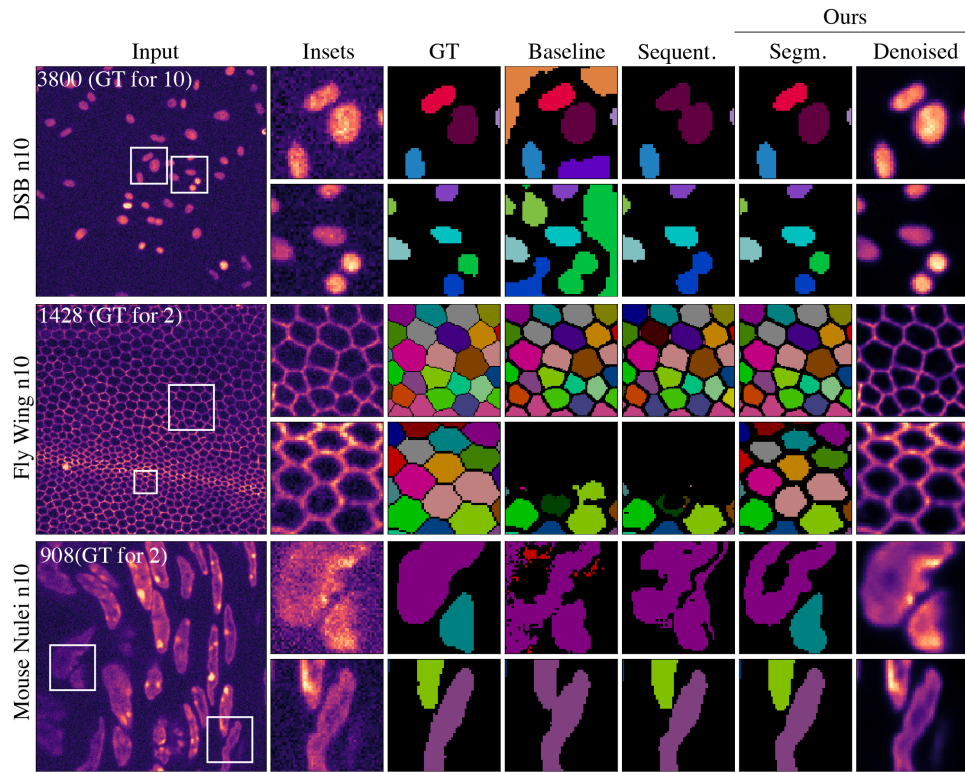 Ours
Input Insets GT Baseline Sequent. Segm. Denoised
3800 (GT for 10)
DSB n10
1428 (GT for 2)
Fly Wing n10
908(GT for 2)
Mouse Nulei n10